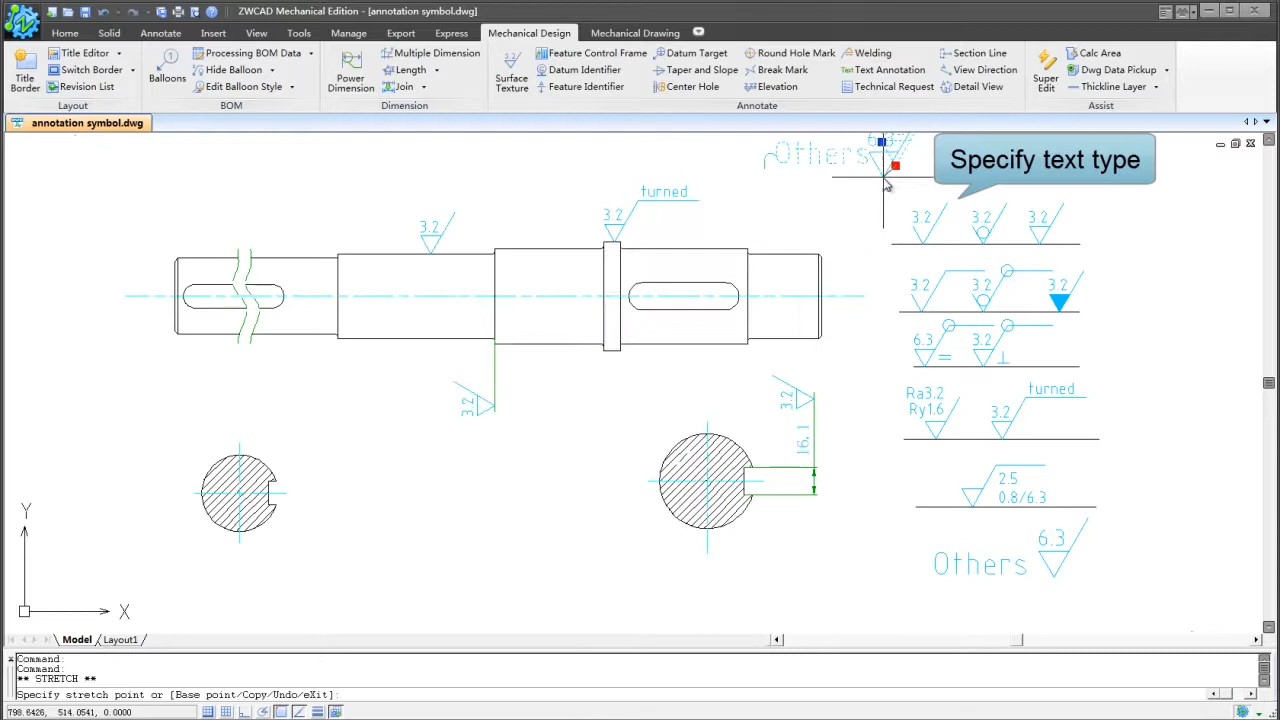 ZWCAD Mechanical Edition - [annotation symbol.dwg]
Home Solid Annotate Insert View Tools Manage Export Express Mechanical Design Mechanical Drawing
Title Border
Title Editor
Switch Border
Revision List
Layout
Balloons
Processing BOM Data
Hide Balloon
Edit Balloon Style
BOM
Power Dimension
Multiple Dimension
Length
Join
Dimension
Surface Texture
Feature Control Frame
Datum Identifier
Feature Identifier
Datum Target
Taper and Slope
Center Hole
Round Hole Mark
Break Mark
Elevation
Welding
Text Annotation
Technical Request
Section Line
View Direction
Detail View
Annotate
Super Edit
Calc Area
Dwg Data Pickup
Thickline Layer
Assist
annotation symbol.dwg
6.3
Others
Specify text type
turned
3.2
3.2
3.2 3.2 3.2
3.2 3.2 3.2
6.3 = 3.2 ⊥
Ra3.2
Ry1.6
3.2
turned
3.2
3.2
16,1
2.5
0.8/6.3
6.3
Others
Y
X
Model Layout1
Command:
Command:
** STRETCH **
Specify stretch point or [Base point/Copy/Undo/eXit]:
798.6426, 514.0541, 0.0000